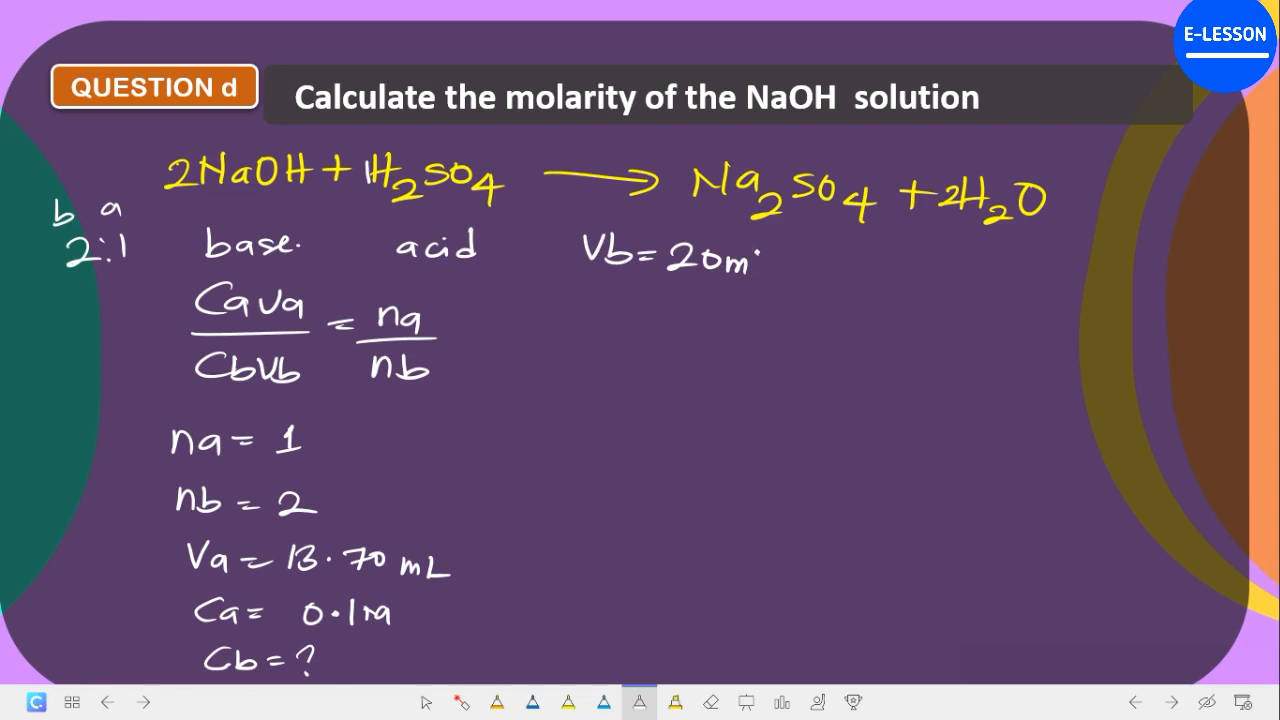 E-LESSON
QUESTION d
Calculate the molarity of the NaOH solution
2NaOH + 1H2SO4 → Na2SO4 + 2H2O
b a
2:1
base. acid
Vb = 20m
CaVa
CbVb
=
na
nb
na = 1
nb = 2
Va = 13.70 mL
Ca = 0.1M
Cb = ?
C